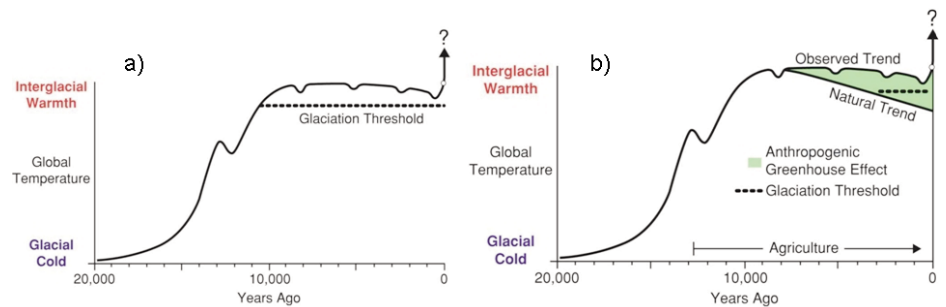 a)
?
Interglacial
Warmth
Glaciation Threshold
Global
Temperature
Glacial
Cold
20,000
10,000
0
Years Ago
b)
?
Observed Trend
Interglacial
Warmth
Natural Trend
Global
Temperature
Anthropogenic
Greenhouse Effect
Glaciation Threshold
Agriculture
Glacial
Cold
20,000
10,000
0
Years Ago